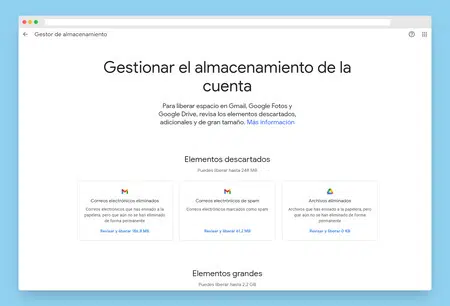 Gestor de almacenamiento
Gestionar el almacenamiento de la
cuenta
Para liberar espacio en Gmail, Google Fotos y
Google Drive, revisa los elementos descartados,
adicionales y de gran tamaño. Más información
Elementos descartados
Puedes liberar hasta 248 MB
Correos electrónicos eliminados
Correos electrónicos que has enviado a la
papelera, pero que aún no se han eliminado
de forma permanente
Revisar y liberar
Correos electrónicos de spam
Correos electrónicos marcados como spam
Revisar y liberar 61,2 MB
Archivos eliminados
Archivos que has enviado a la papelera, pero
que aún no se han eliminado de forma
permanente
Revisar y liberar 0 KB
Elementos grandes
Puedes liberar hasta 2,2 GB